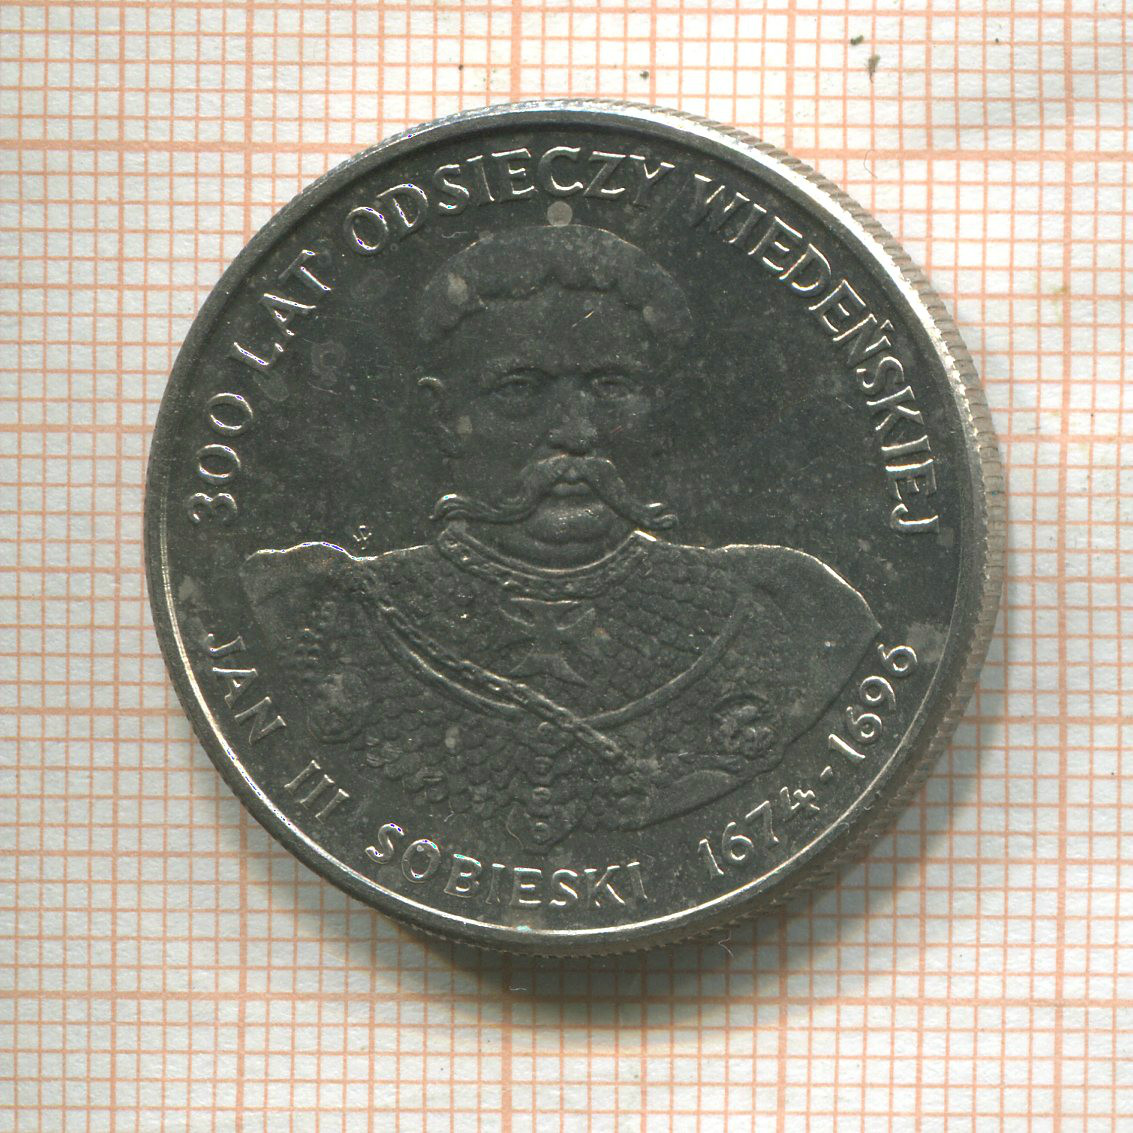 300 LAT ODSIECZY WIEDEŃSKIEJ
JAN III SOBIESKI 1674-1696